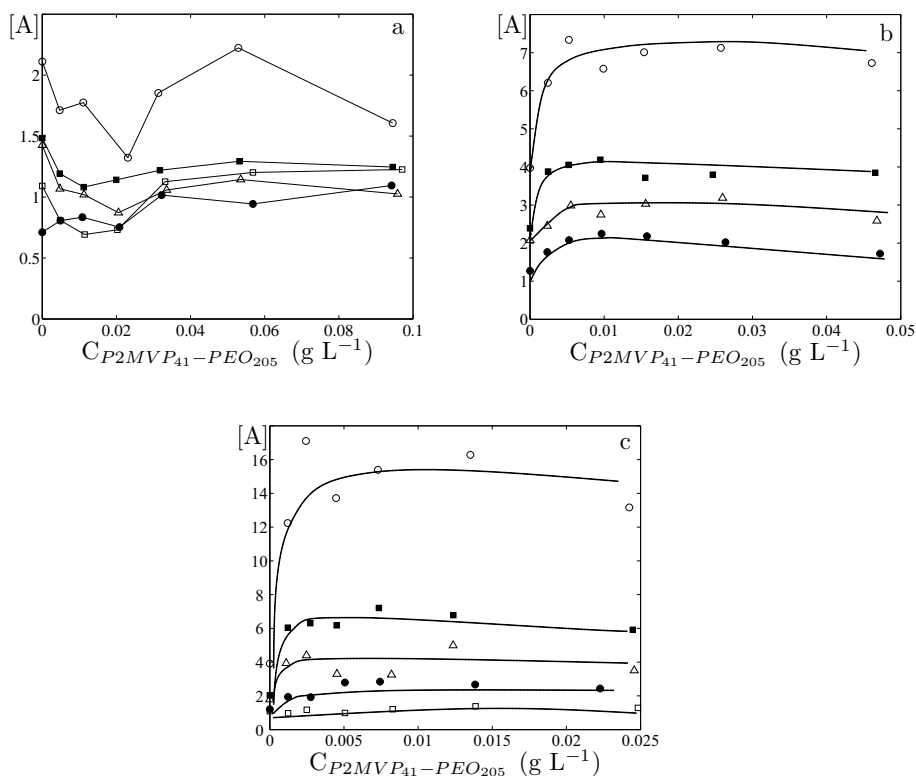 [A]
a
2
1.5
1
0.5
0
0 0.02 0.04 0.06 0.08 0.1
C_{P2MVP_{41}-PEO_{205}} (g L^{-1})
[A]
b
7
6
5
4
3
2
1
0
0 0.01 0.02 0.03 0.04 0.05
C_{P2MVP_{41}-PEO_{205}} (g L^{-1})
[A]
c
16
14
12
10
8
6
4
2
0
0 0.005 0.01 0.015 0.02 0.025
C_{P2MVP_{41}-PEO_{205}} (g L^{-1})